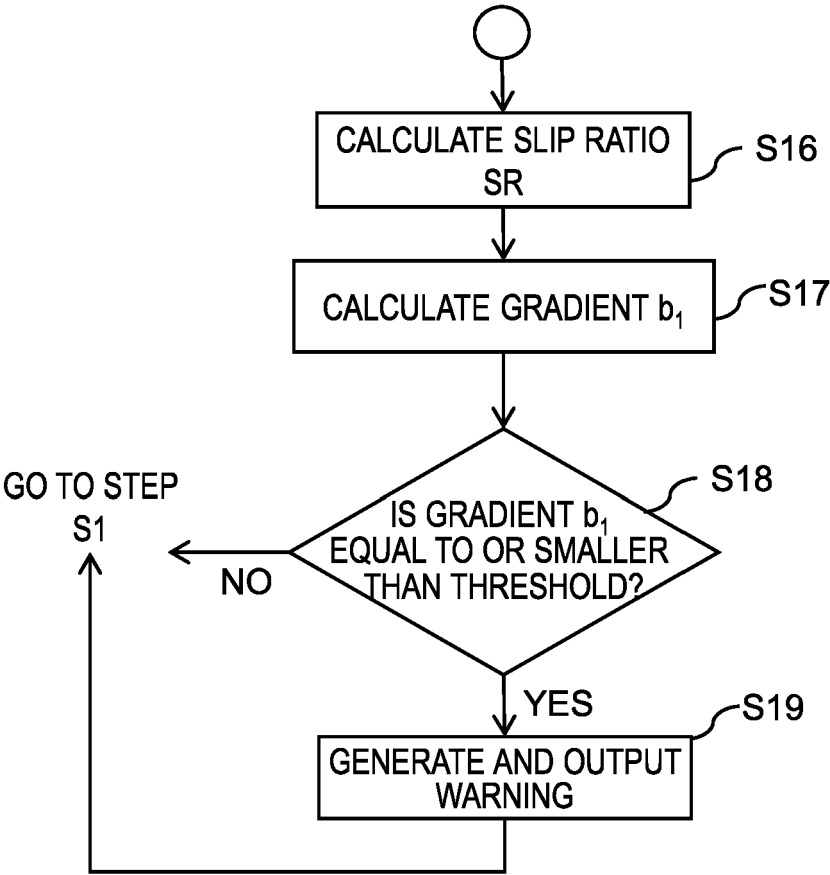 CALCULATE SLIP RATIO
SR
S16
CALCULATE GRADIENT b₁
S17
S18
IS GRADIENT b₁
EQUAL TO OR SMALLER
THAN THRESHOLD?
GO TO STEP
S1
NO
YES
S19
GENERATE AND OUTPUT
WARNING